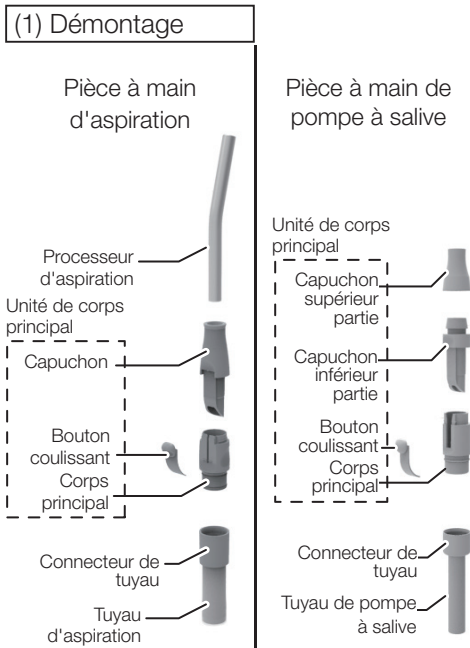 (1) Démontage
Pièce à main
d'aspiration
Processeur
d'aspiration
Unité de corps
principal
Capuchon
Bouton
coulissant
Corps
principal
Connecteur de
tuyau
Tuyau
d'aspiration
Pièce à main de
pompe à salive
Unité de corps
principal
Capuchon
supérieur
partie
Capuchon
inférieur
partie
Bouton
coulissant
Corps
principal
Connecteur de
tuyau
Tuyau de pompe
à salive